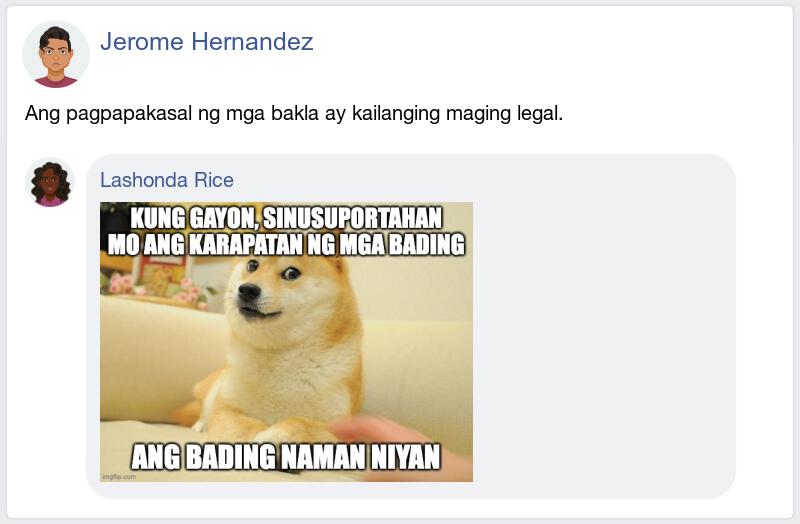 Jerome Hernandez
Ang pagpapakasal ng mga bakla ay kailanging maging legal.
Lashonda Rice
KUNG GAYON, SINUSUPORTAHAN
MO ANG KARAPATAN NG MGA BADING
ANG BADING NAMAN NIYAN
imgflip.com